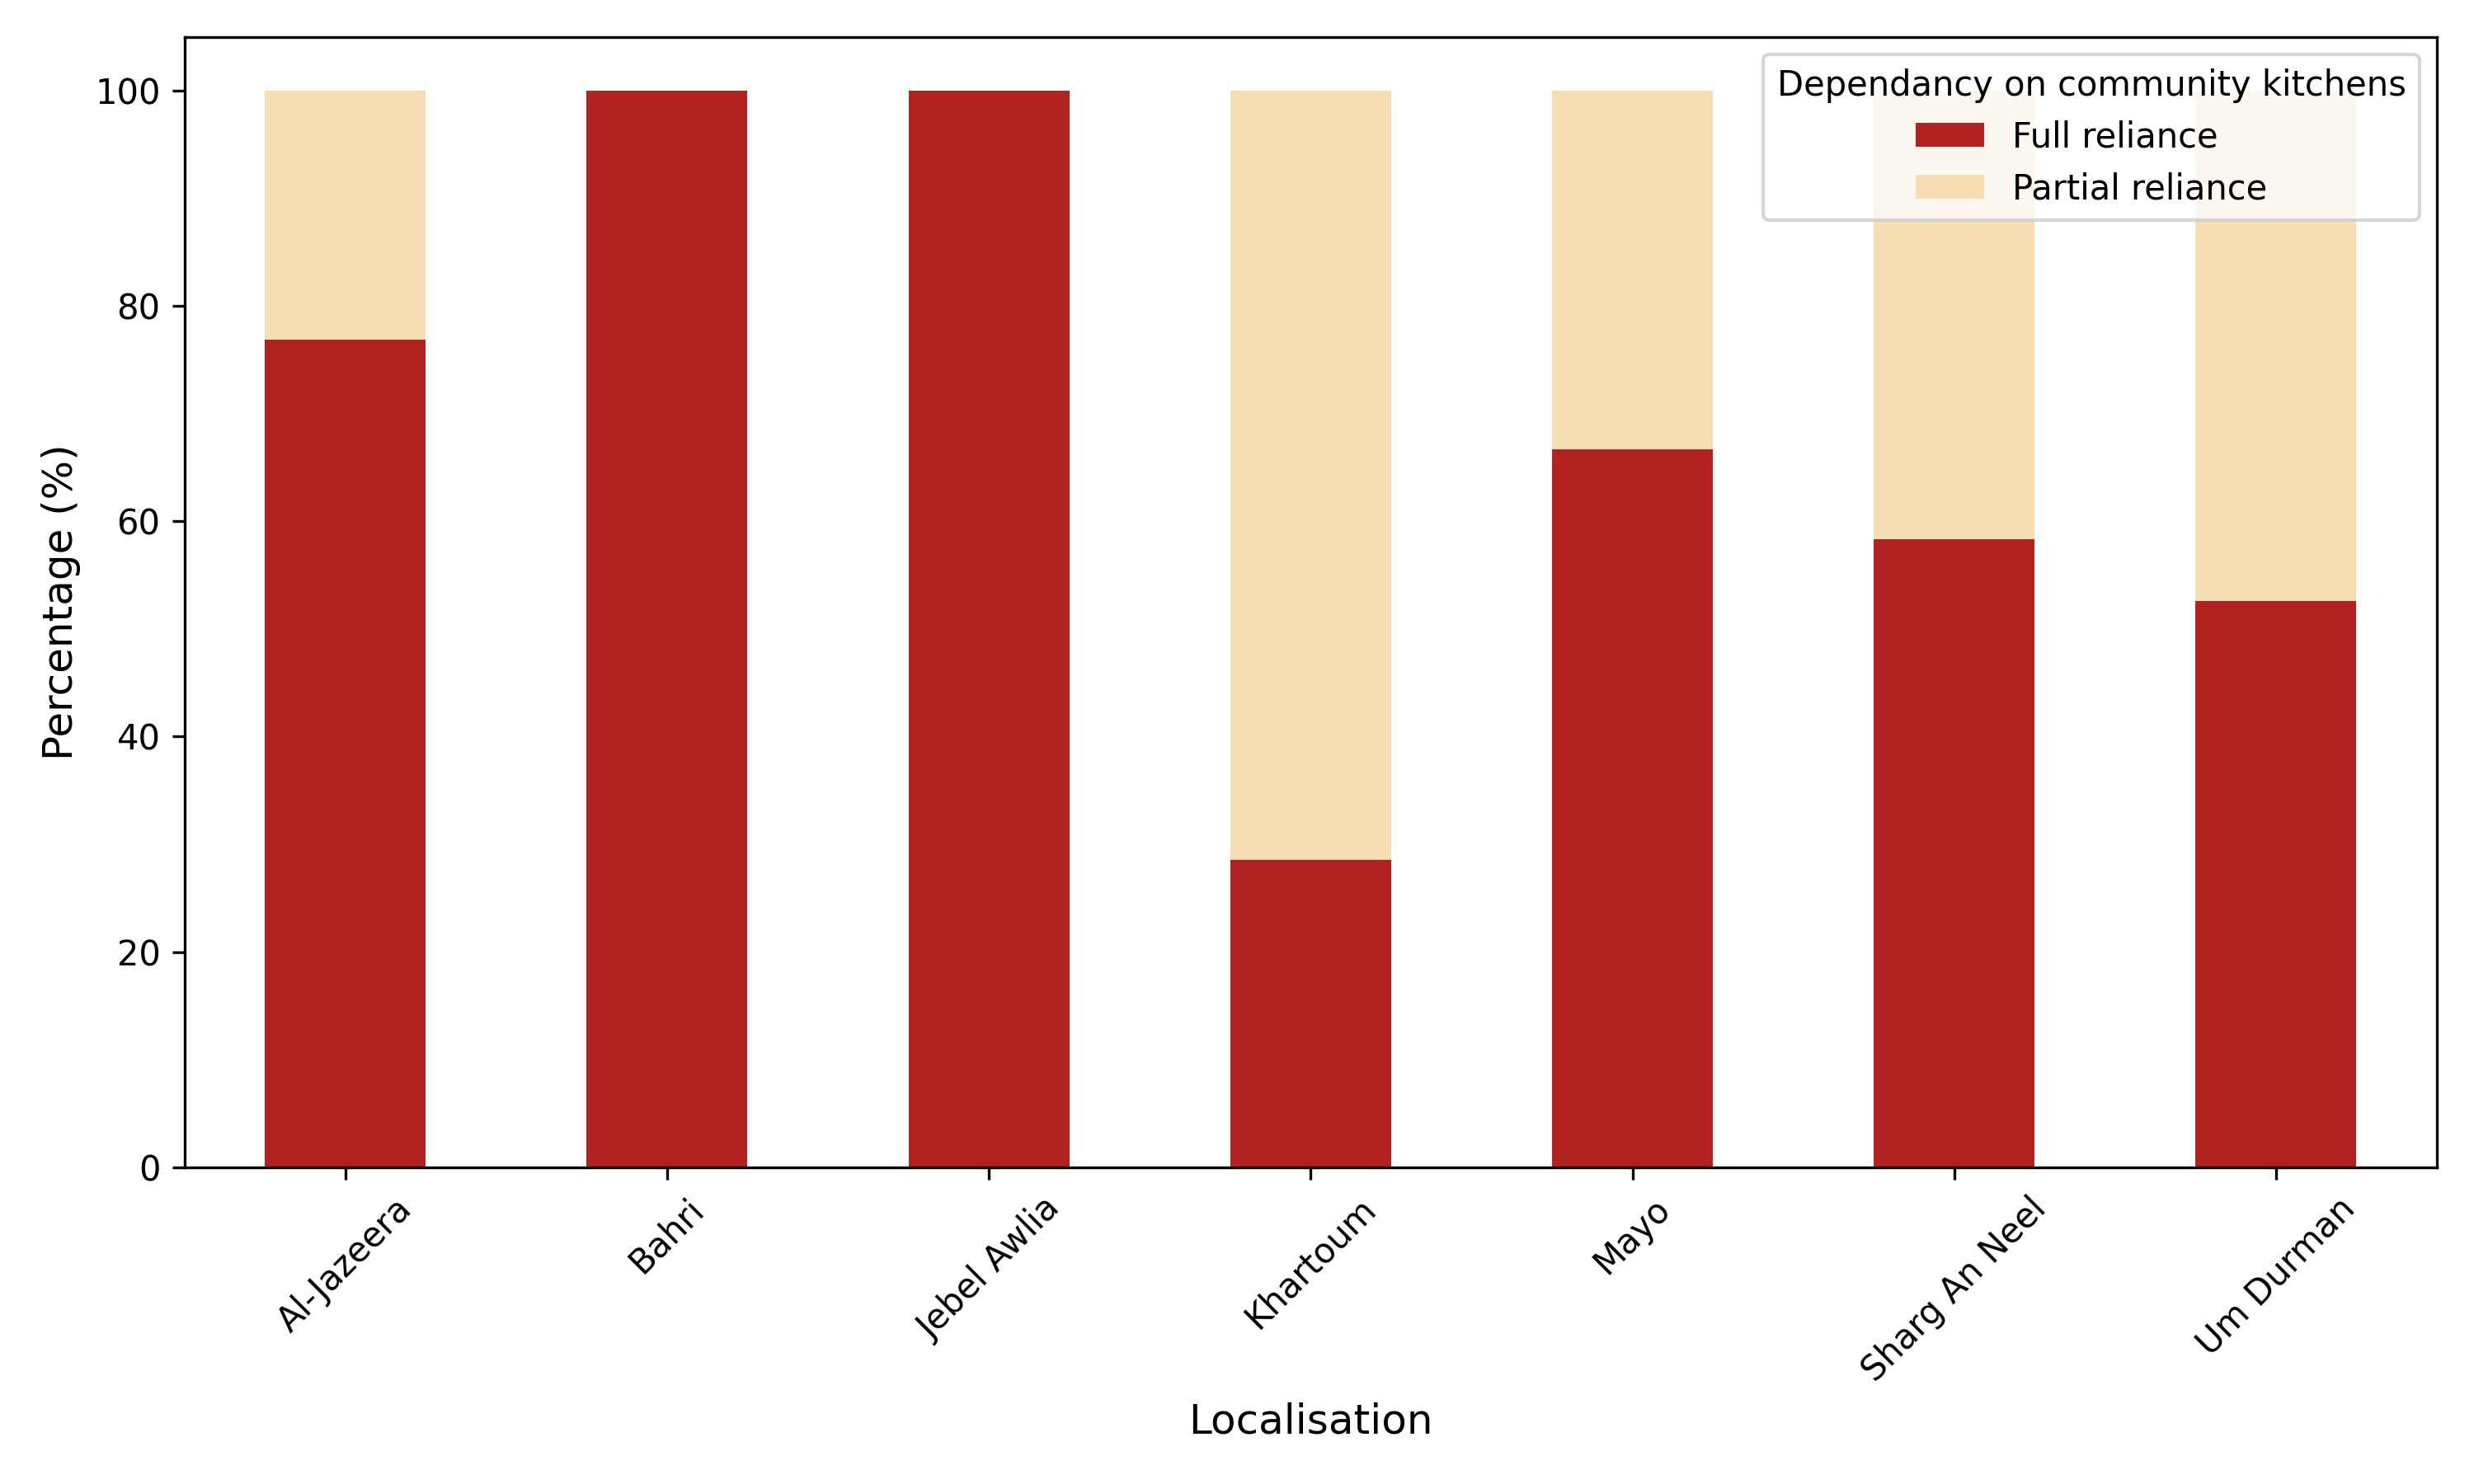 Dependancy on community kitchens
Full reliance
Partial reliance
Percentage (%)
100
80
60
40
20
0
Al-Jazeera
Bahri
Jebel Awlia
Khartoum
Mayo
Sharg An Neel
Um Durman
Localisation